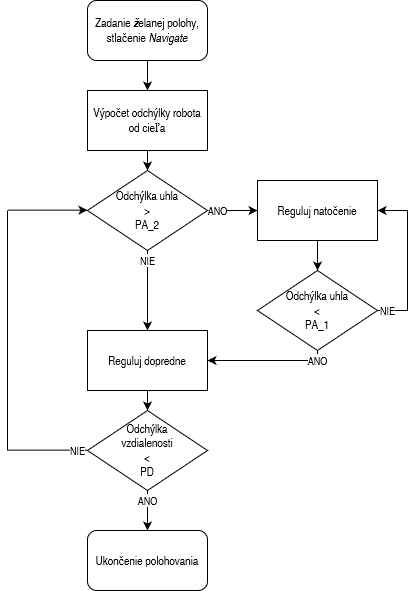 Zadanie želanej polohy,
stlačenie Navigate
Výpočet odchýlky robota
od cieľa
Odchýlka uhla
>
PA_2
ANO
Reguluj natočenie
NIE
Odchýlka uhla
<
PA_1
NIE
ANO
Reguluj dopredne
Odchýlka
vzdialenosti
<
PD
NIE
ANO
Ukončenie polohovania